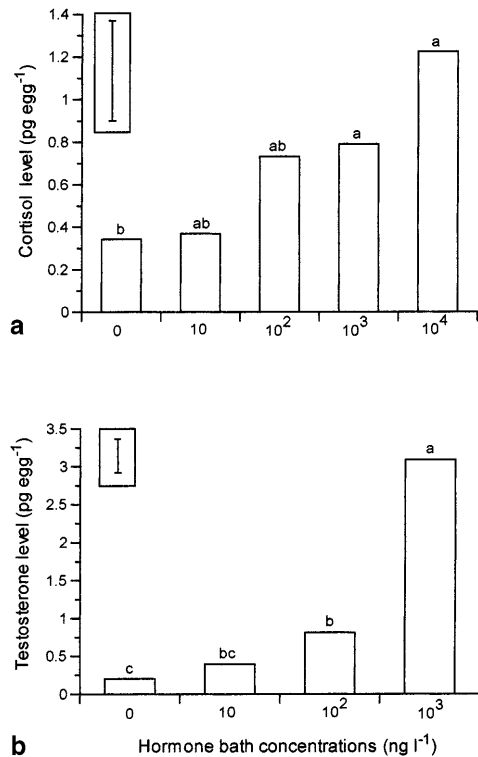 1.4
1.2
1
0.8
0.6
0.4
0.2
0
Cortisol level (pg egg⁻¹)
b
ab
ab
a
a
0 10 10² 10³ 10⁴
a
3.5
3
2.5
2
1.5
1
0.5
0
Testosterone level (pg egg⁻¹)
c
bc
b
a
0 10 10² 10³
b
Hormone bath concentrations (ng l⁻¹)